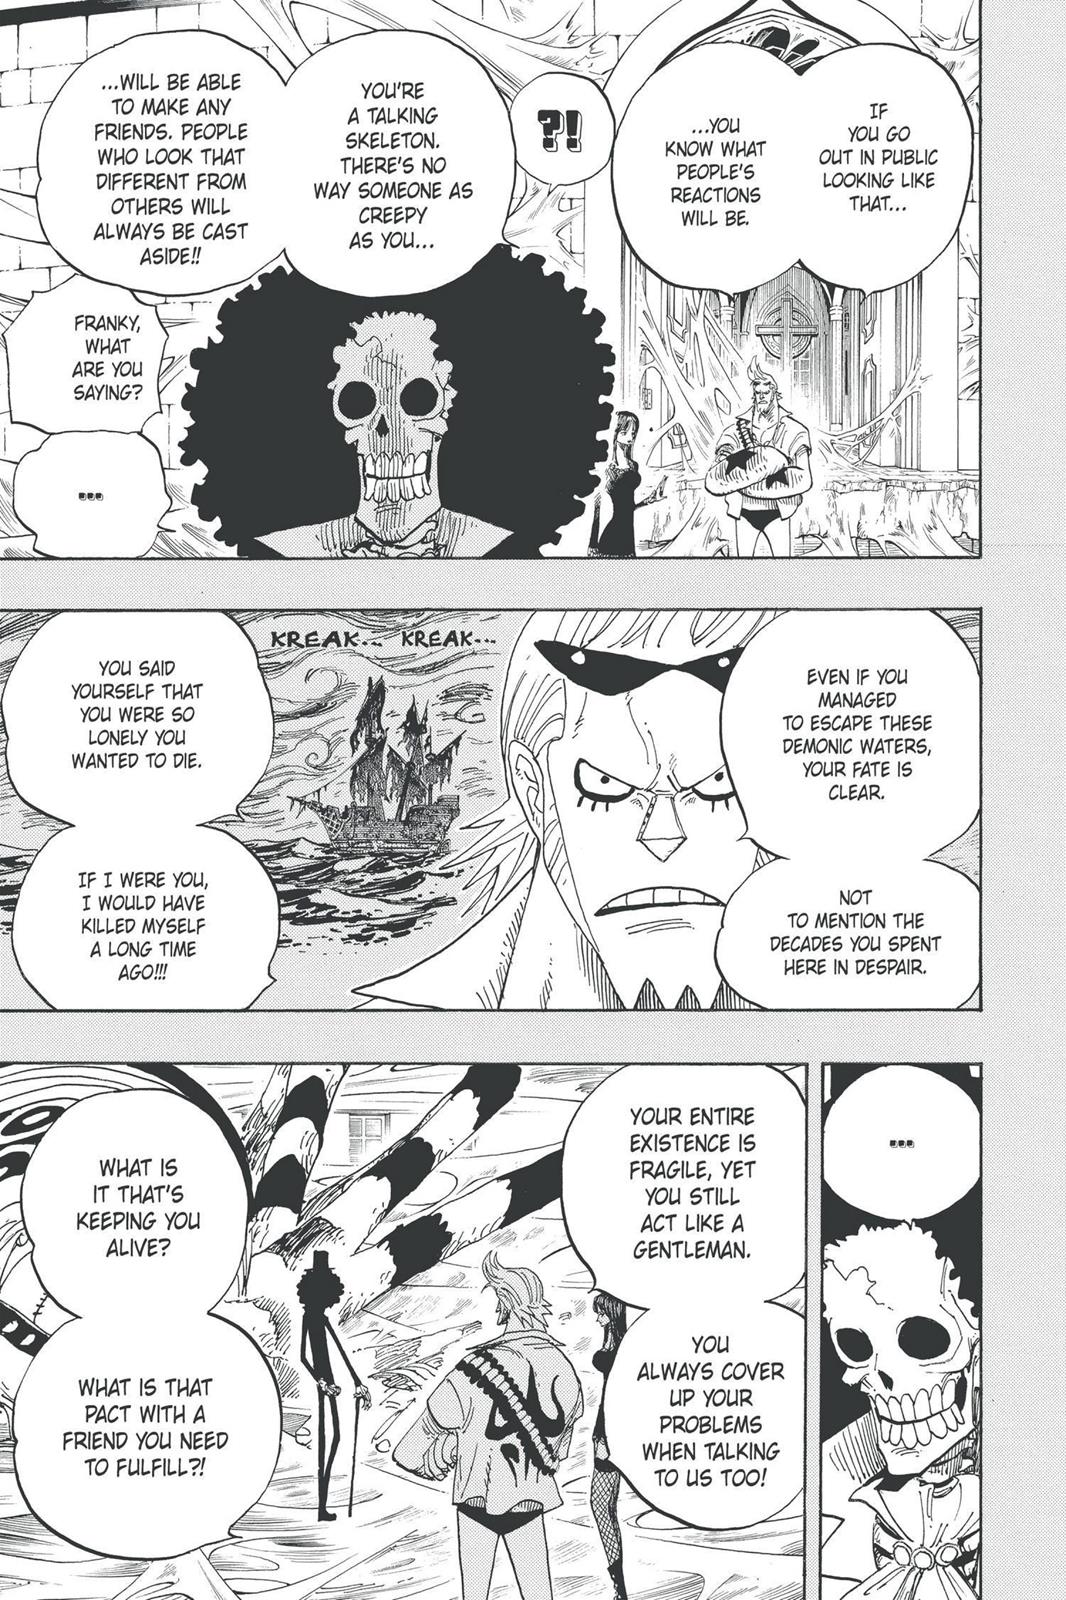 IF
YOU GO
OUT IN PUBLIC
LOOKING LIKE
THAT...
...YOU
KNOW WHAT
PEOPLE'S
REACTIONS
WILL BE.
?!
YOU'RE
A TALKING
SKELETON.
THERE'S NO
WAY SOMEONE AS
CREEPY
AS YOU...
...WILL BE ABLE
TO MAKE ANY
FRIENDS. PEOPLE
WHO LOOK THAT
DIFFERENT FROM
OTHERS WILL
ALWAYS BE CAST
ASIDE!!
FRANKY,
WHAT
ARE YOU
SAYING?
...
EVEN IF YOU
MANAGED
TO ESCAPE THESE
DEMONIC WATERS,
YOUR FATE IS
CLEAR.
NOT
TO MENTION THE
DECADES YOU SPENT
HERE IN DESPAIR.
KREAK... KREAK...
YOU SAID
YOURSELF THAT
YOU WERE SO
LONELY YOU
WANTED TO DIE.
IF I WERE YOU,
I WOULD HAVE
KILLED MYSELF
A LONG TIME
AGO!!!
...
YOUR ENTIRE
EXISTENCE IS
FRAGILE, YET
YOU STILL
ACT LIKE A
GENTLEMAN.
YOU
ALWAYS COVER
UP YOUR
PROBLEMS
WHEN TALKING
TO US TOO!
WHAT IS
IT THAT'S
KEEPING YOU
ALIVE?
WHAT IS THAT
PACT WITH A
FRIEND YOU NEED
TO FULFILL?!